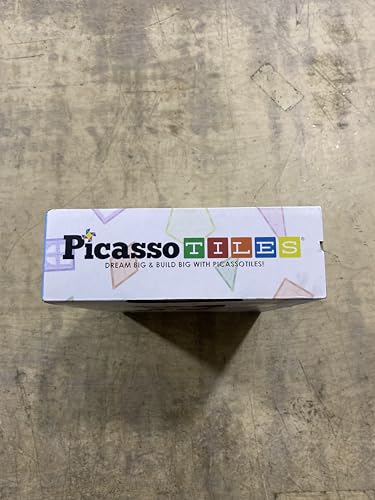 PicassoTILES®
DREAM BIG & BUILD BIG WITH PICASSOTILES!